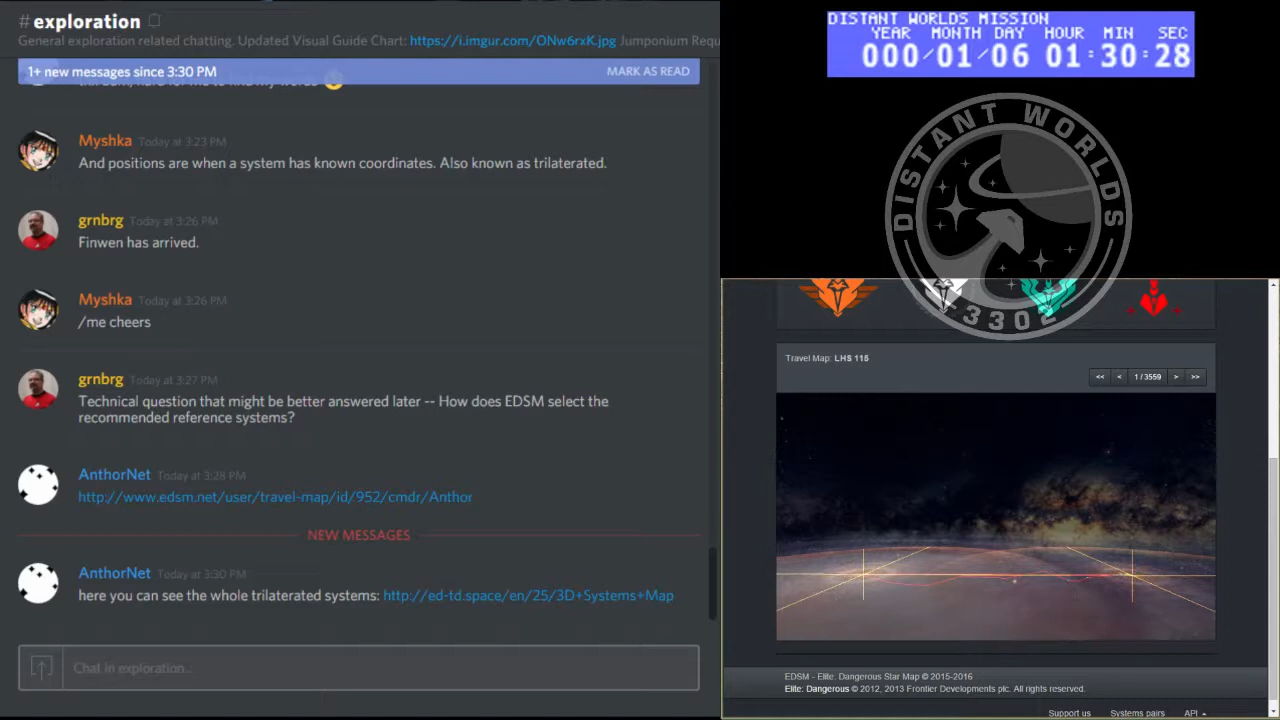 # exploration
General exploration related chatting. Updated Visual Guide Chart: https://i.imgur.com/ONw6rxK.jpg Jumponium Requ
1+ new messages since 3:30 PM MARK AS READ
Myshka Today at 3:23 PM
And positions are when a system has known coordinates. Also known as trilaterated.
grnbrg Today at 3:26 PM
Finwen has arrived.
Myshka Today at 3:26 PM
/me cheers
grnbrg Today at 3:27 PM
Technical question that might be better answered later -- How does EDSM select the
recommended reference systems?
AnthorNet Today at 3:28 PM
http://www.edsm.net/user/travel-map/id/952/cmdr/Anthor
NEW MESSAGES
AnthorNet Today at 3:30 PM
here you can see the whole trilaterated systems: http://ed-td.space/en/25/3D+Systems+Map
Chat in exploration...
DISTANT WORLDS MISSION
YEAR MONTH DAY HOUR MIN SEC
000/01/06 01:30:28
DISTANT WORLDS
3302
Travel Map: LHS 115
<< < 1 / 3559 > >>
EDSM - Elite: Dangerous Star Map © 2015-2016
Elite: Dangerous © 2012, 2013 Frontier Developments plc. All rights reserved.
Support us Systems pairs API